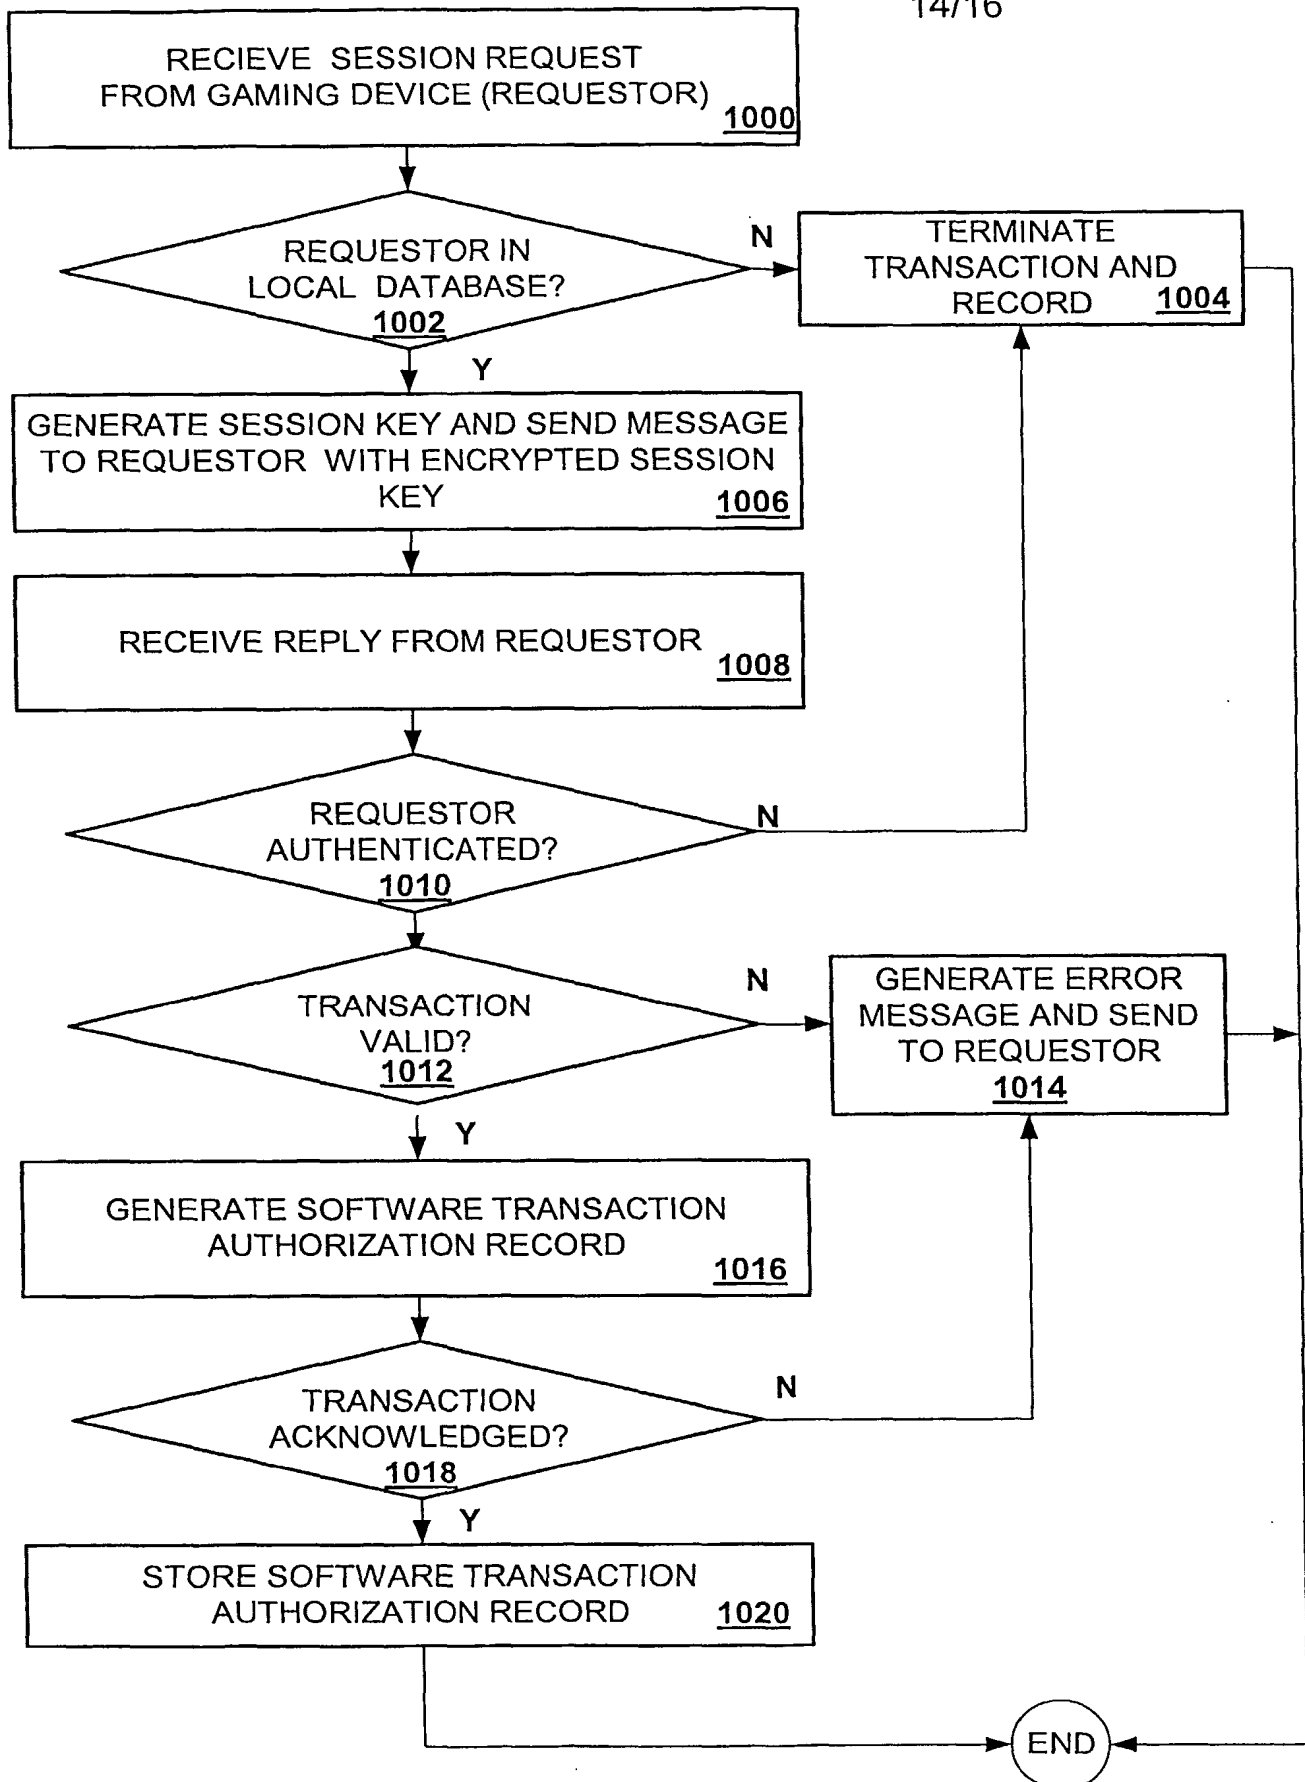 14/16
RECIEVE SESSION REQUEST
FROM GAMING DEVICE (REQUESTOR)
1000
REQUESTOR IN
LOCAL DATABASE?
1002
N
TERMINATE
TRANSACTION AND
RECORD
1004
Y
GENERATE SESSION KEY AND SEND MESSAGE
TO REQUESTOR WITH ENCRYPTED SESSION
KEY
1006
RECEIVE REPLY FROM REQUESTOR
1008
REQUESTOR
AUTHENTICATED?
1010
N
TRANSACTION
VALID?
1012
N
GENERATE ERROR
MESSAGE AND SEND
TO REQUESTOR
1014
Y
GENERATE SOFTWARE TRANSACTION
AUTHORIZATION RECORD
1016
TRANSACTION
ACKNOWLEDGED?
1018
N
Y
STORE SOFTWARE TRANSACTION
AUTHORIZATION RECORD
1020
END